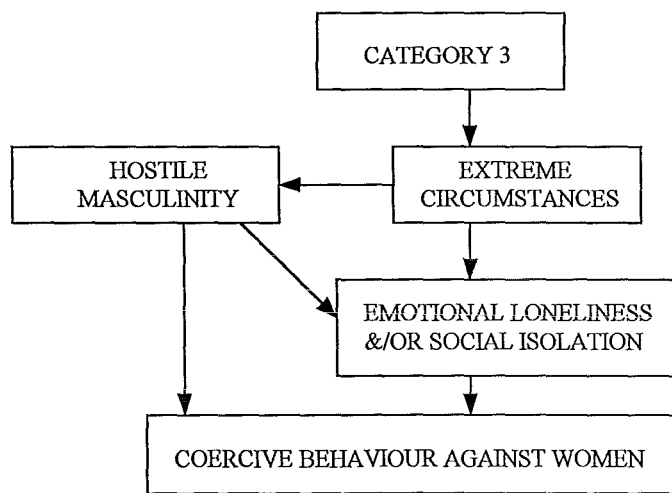 CATEGORY 3
HOSTILE
MASCULINITY
EXTREME
CIRCUMSTANCES
EMOTIONAL LONELINESS
&/OR SOCIAL ISOLATION
COERCIVE BEHAVIOUR AGAINST WOMEN